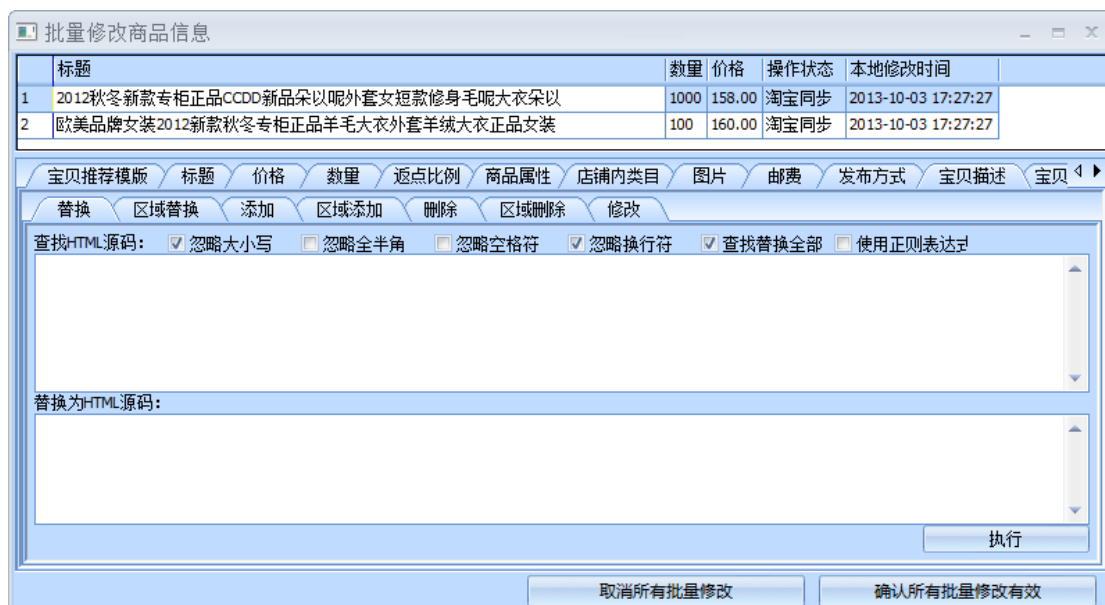 批量修改商品信息
标题 数量 价格 操作状态 本地修改时间
1 2012秋冬新款专柜正品CCDD新品朵以呢外套女短款修身毛呢大衣朵以 1000 158.00 淘宝同步 2013-10-03 17:27:27
2 欧美品牌女装2012新款秋冬专柜正品羊毛大衣外套羊绒大衣正品女装 100 160.00 淘宝同步 2013-10-03 17:27:27
宝贝推荐模版 标题 价格 数量 返点比例 商品属性 店铺内类目 图片 邮费 发布方式 宝贝描述 宝贝
替换 区域替换 添加 区域添加 删除 区域删除 修改
查找HTML源码: 忽略大小写 忽略全半角 忽略空格符 忽略换行符 查找替换全部 使用正则表达式
替换为HTML源码:
执行
取消所有批量修改 确认所有批量修改有效